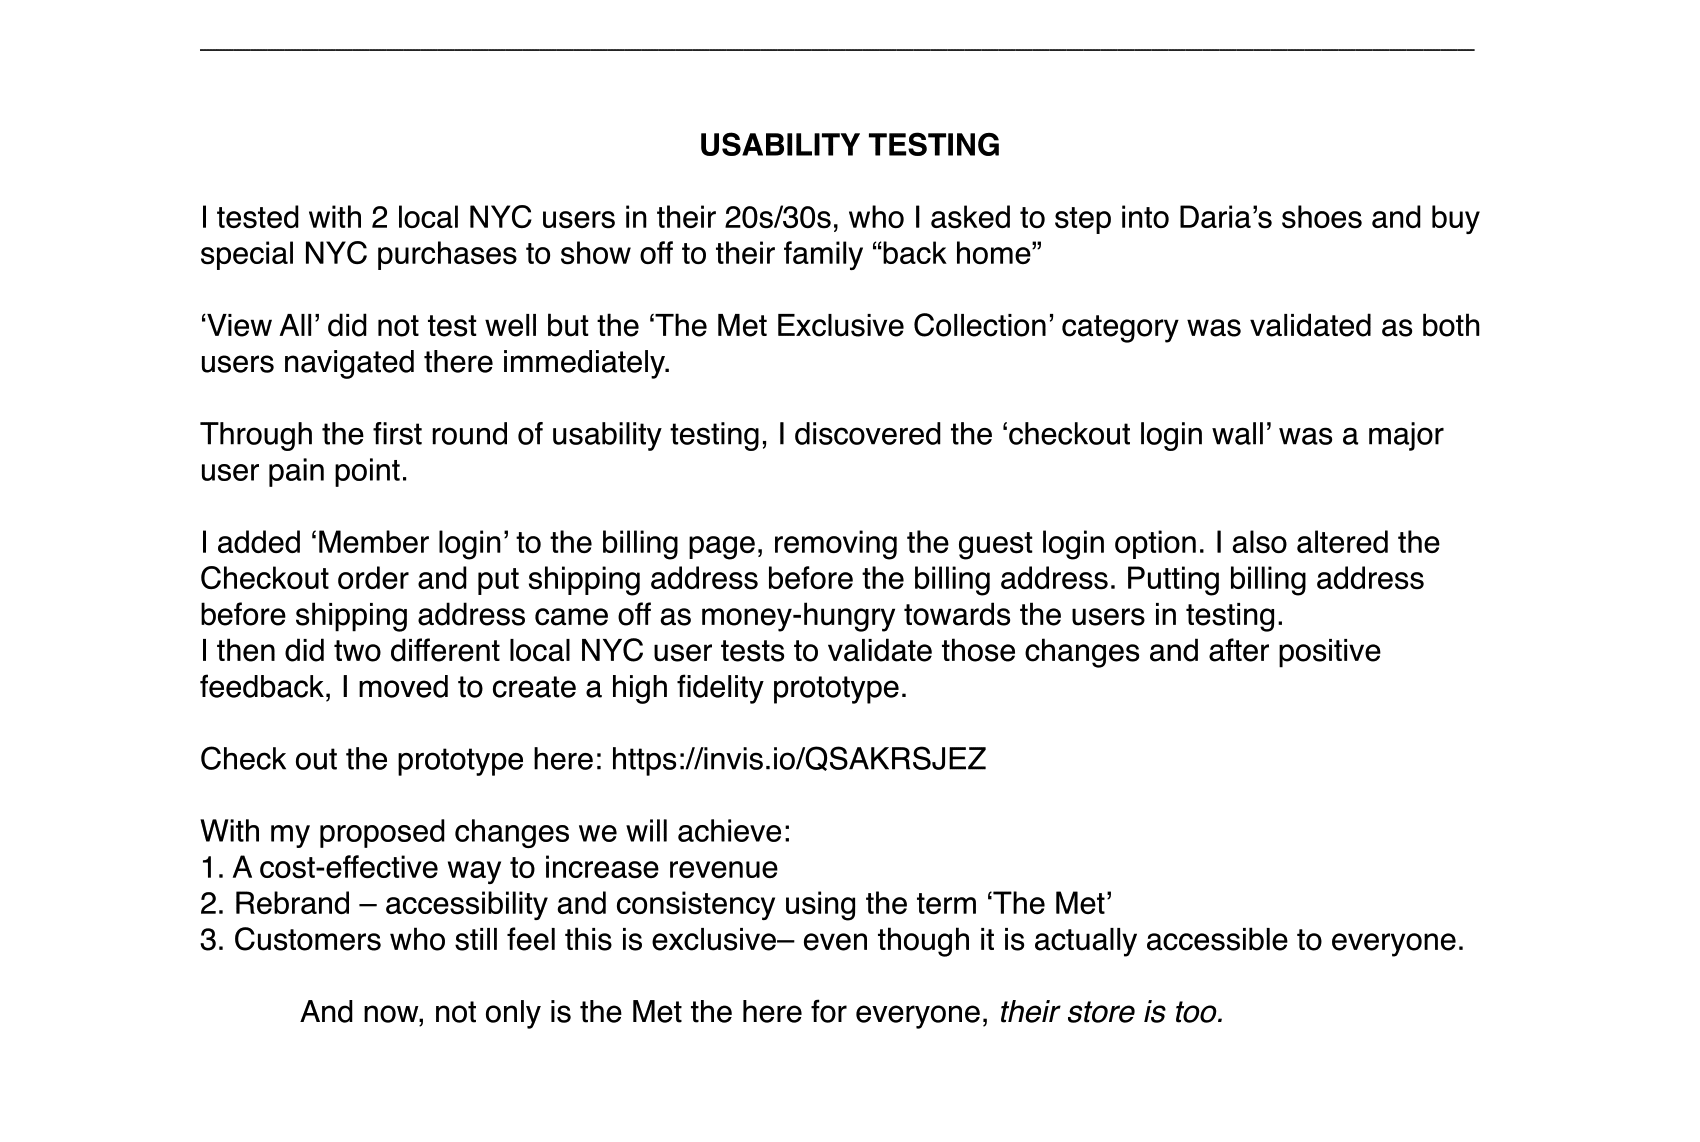 USABILITY TESTING
I tested with 2 local NYC users in their 20s/30s, who I asked to step into Daria’s shoes and buy
special NYC purchases to show off to their family “back home”
‘View All’ did not test well but the ‘The Met Exclusive Collection’ category was validated as both
users navigated there immediately.
Through the first round of usability testing, I discovered the ‘checkout login wall’ was a major
user pain point.
I added ‘Member login’ to the billing page, removing the guest login option. I also altered the
Checkout order and put shipping address before the billing address. Putting billing address
before shipping address came off as money-hungry towards the users in testing.
I then did two different local NYC user tests to validate those changes and after positive
feedback, I moved to create a high fidelity prototype.
Check out the prototype here: https://invis.io/QSAKRSJEZ
With my proposed changes we will achieve:
1. A cost-effective way to increase revenue
2. Rebrand – accessibility and consistency using the term ‘The Met’
3. Customers who still feel this is exclusive– even though it is actually accessible to everyone.
And now, not only is the Met the here for everyone, their store is too.